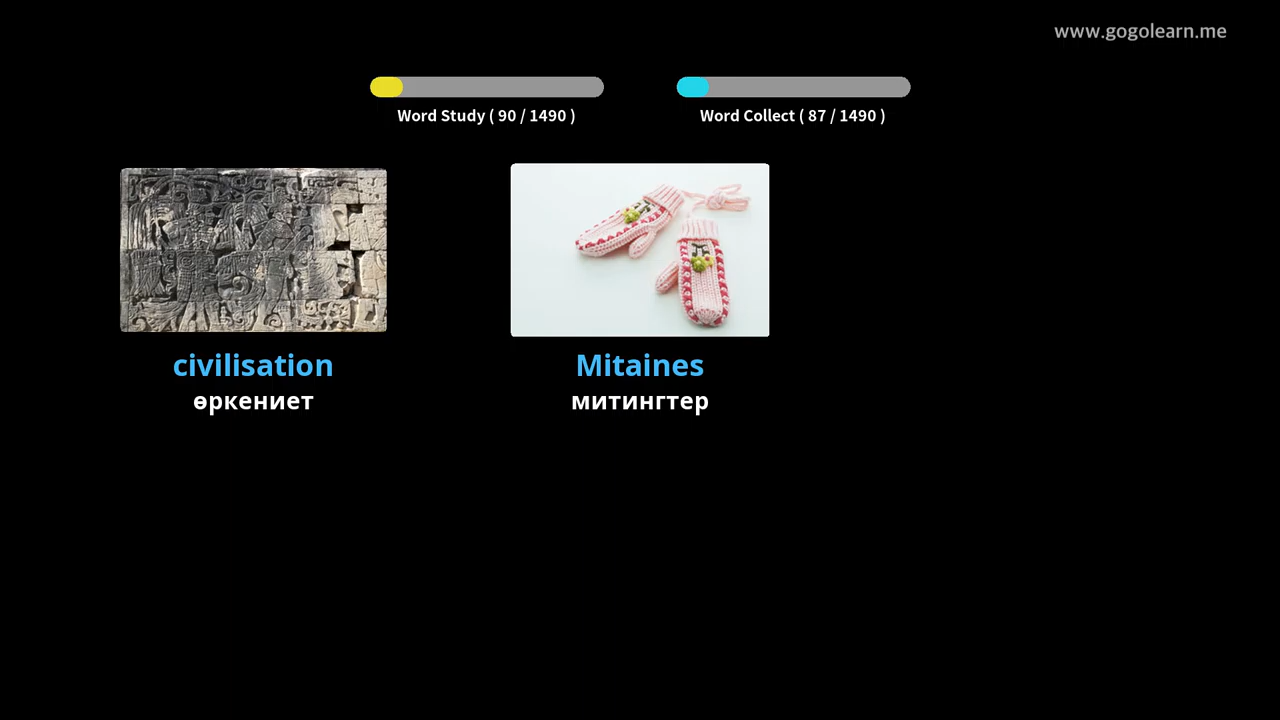 www.gogolearn.me
Word Study ( 90 / 1490 )
Word Collect ( 87 / 1490 )
civilisation
өркениет
Mitaines
митингтер